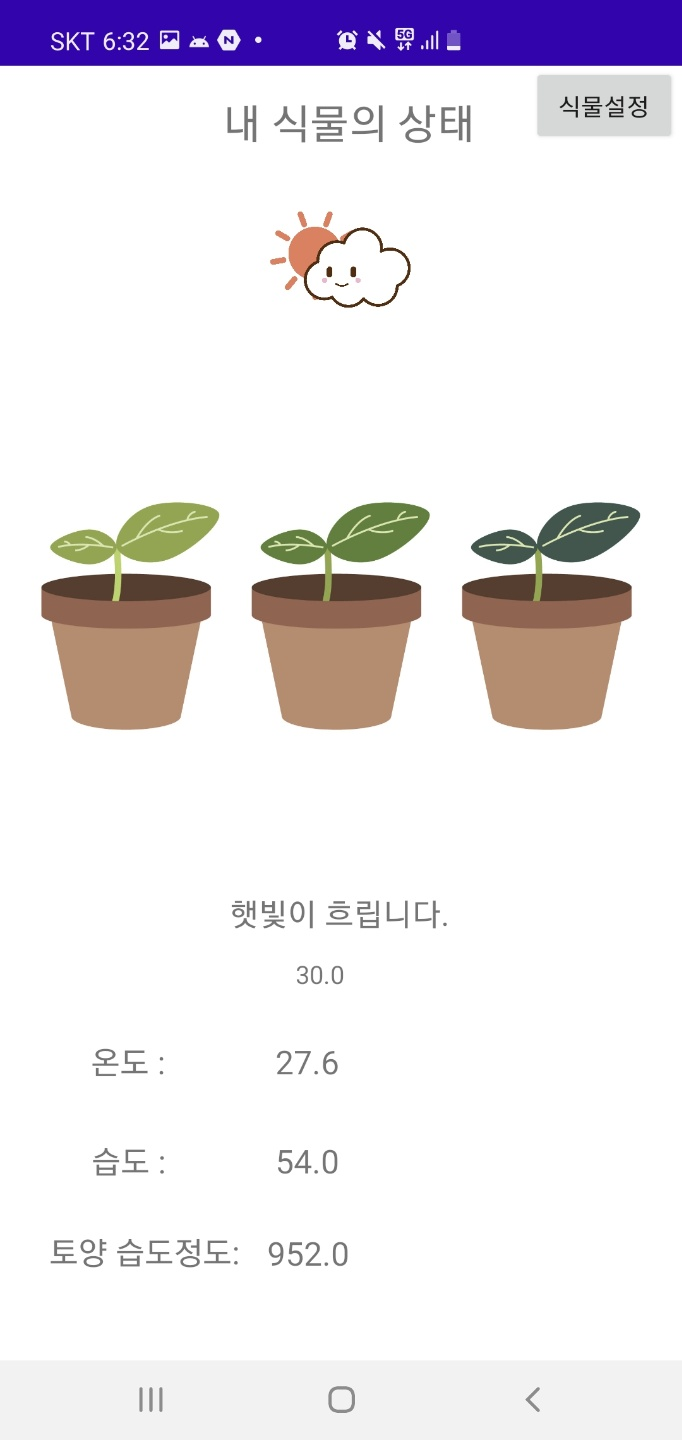 SKT 6:32
5G
내 식물의 상태
식물설정
햇빛이 흐립니다.
30.0
온도 : 27.6
습도 : 54.0
토양 습도정도: 952.0